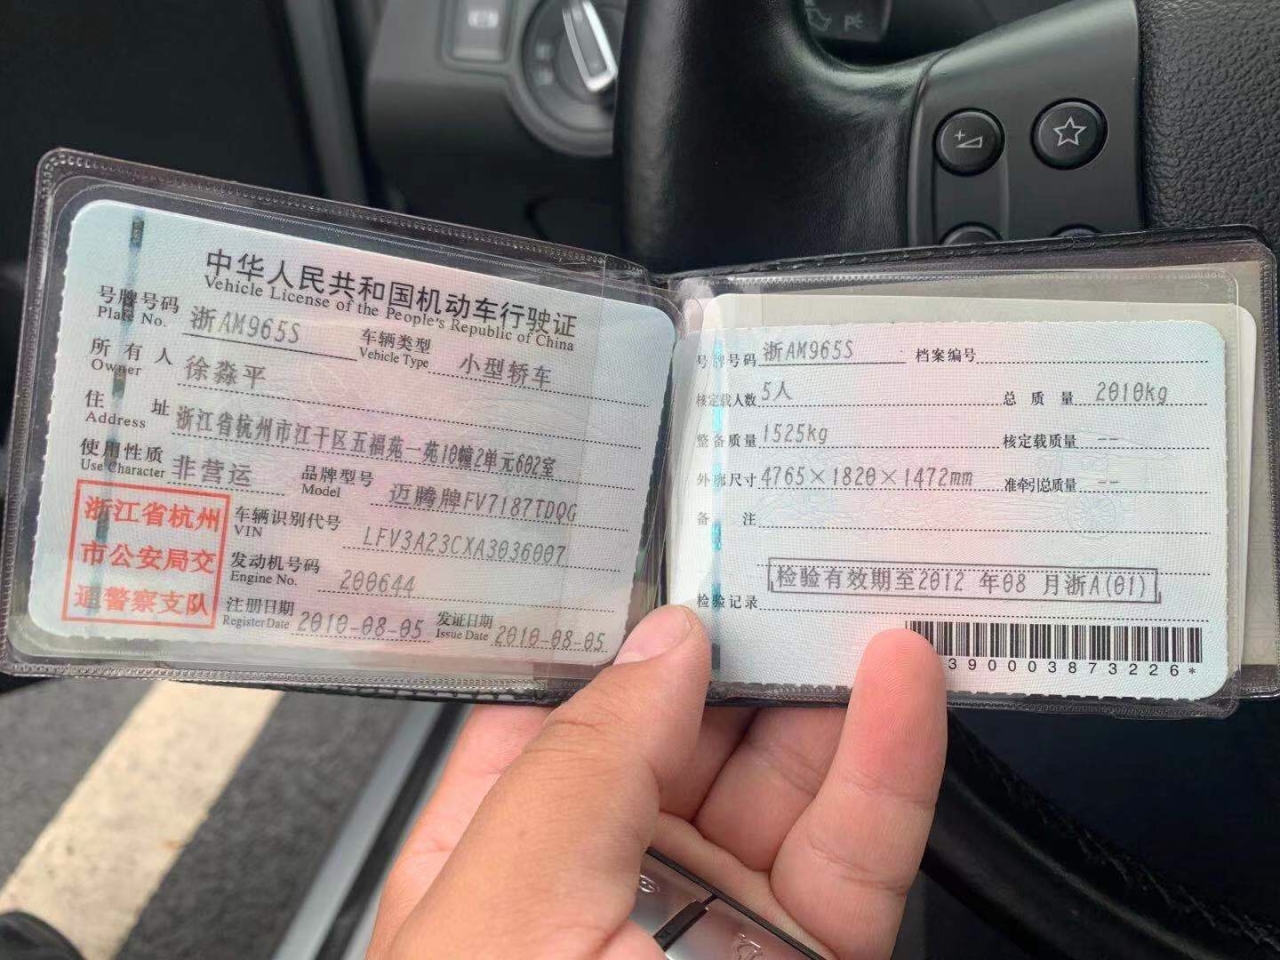 中华人民共和国机动车行驶证
Vehicle License of the People's Republic of China
号牌号码 浙AM965S 车辆类型 小型轿车
Plate No. Vehicle Type
所有人 徐淼平
Owner
住址 浙江省杭州市江干区五福苑一苑10幢2单元602室
Address
使用性质 非营运 品牌型号 迈腾牌FV7187TDQG
Use Character Model
浙江省杭州
市公安局交
通警察支队
车辆识别代号 LFV3A23CXA3036007
VIN
发动机号码 200644
Engine No.
注册日期 2010-08-05 发证日期 2010-08-05
Register Date Issue Date
号牌号码 浙AM965S 档案编号
核定载人数 5人 总质量 2010kg
整备质量 1525kg 核定载质量 --
外廓尺寸 4765×1820×1472mm 准牵引总质量 --
备注
检验有效期至2012 年08 月浙A(01)
检验记录
3900038732 26*